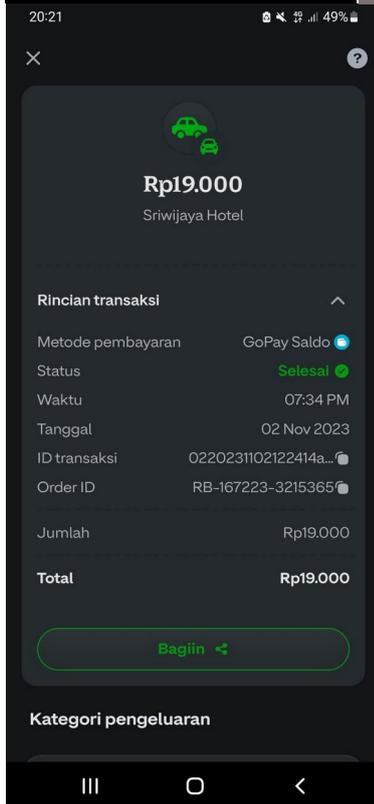 20:21
4G
49%
?
Rp19.000
Sriwijaya Hotel
Rincian transaksi
Metode pembayaran GoPay Saldo
Status Selesai
Waktu 07:34 PM
Tanggal 02 Nov 2023
ID transaksi 0220231102122414a...
Order ID RB-167223-3215365
Jumlah Rp19.000
Total Rp19.000
Bagiin
Kategori pengeluaran